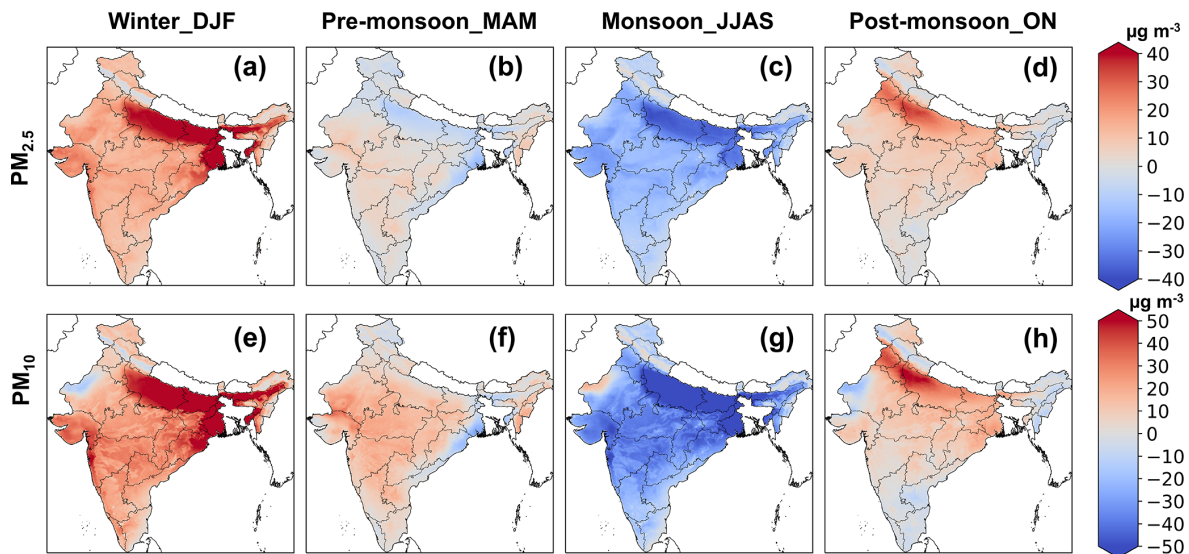 Winter_DJF Pre-monsoon_MAM Monsoon_JJAS Post-monsoon_ON
µg m⁻³
PM₂.₅
(a) (b) (c) (d)
40
30
20
10
0
−10
−20
−30
−40
µg m⁻³
PM₁₀
(e) (f) (g) (h)
50
40
30
20
10
0
−10
−20
−30
−40
−50